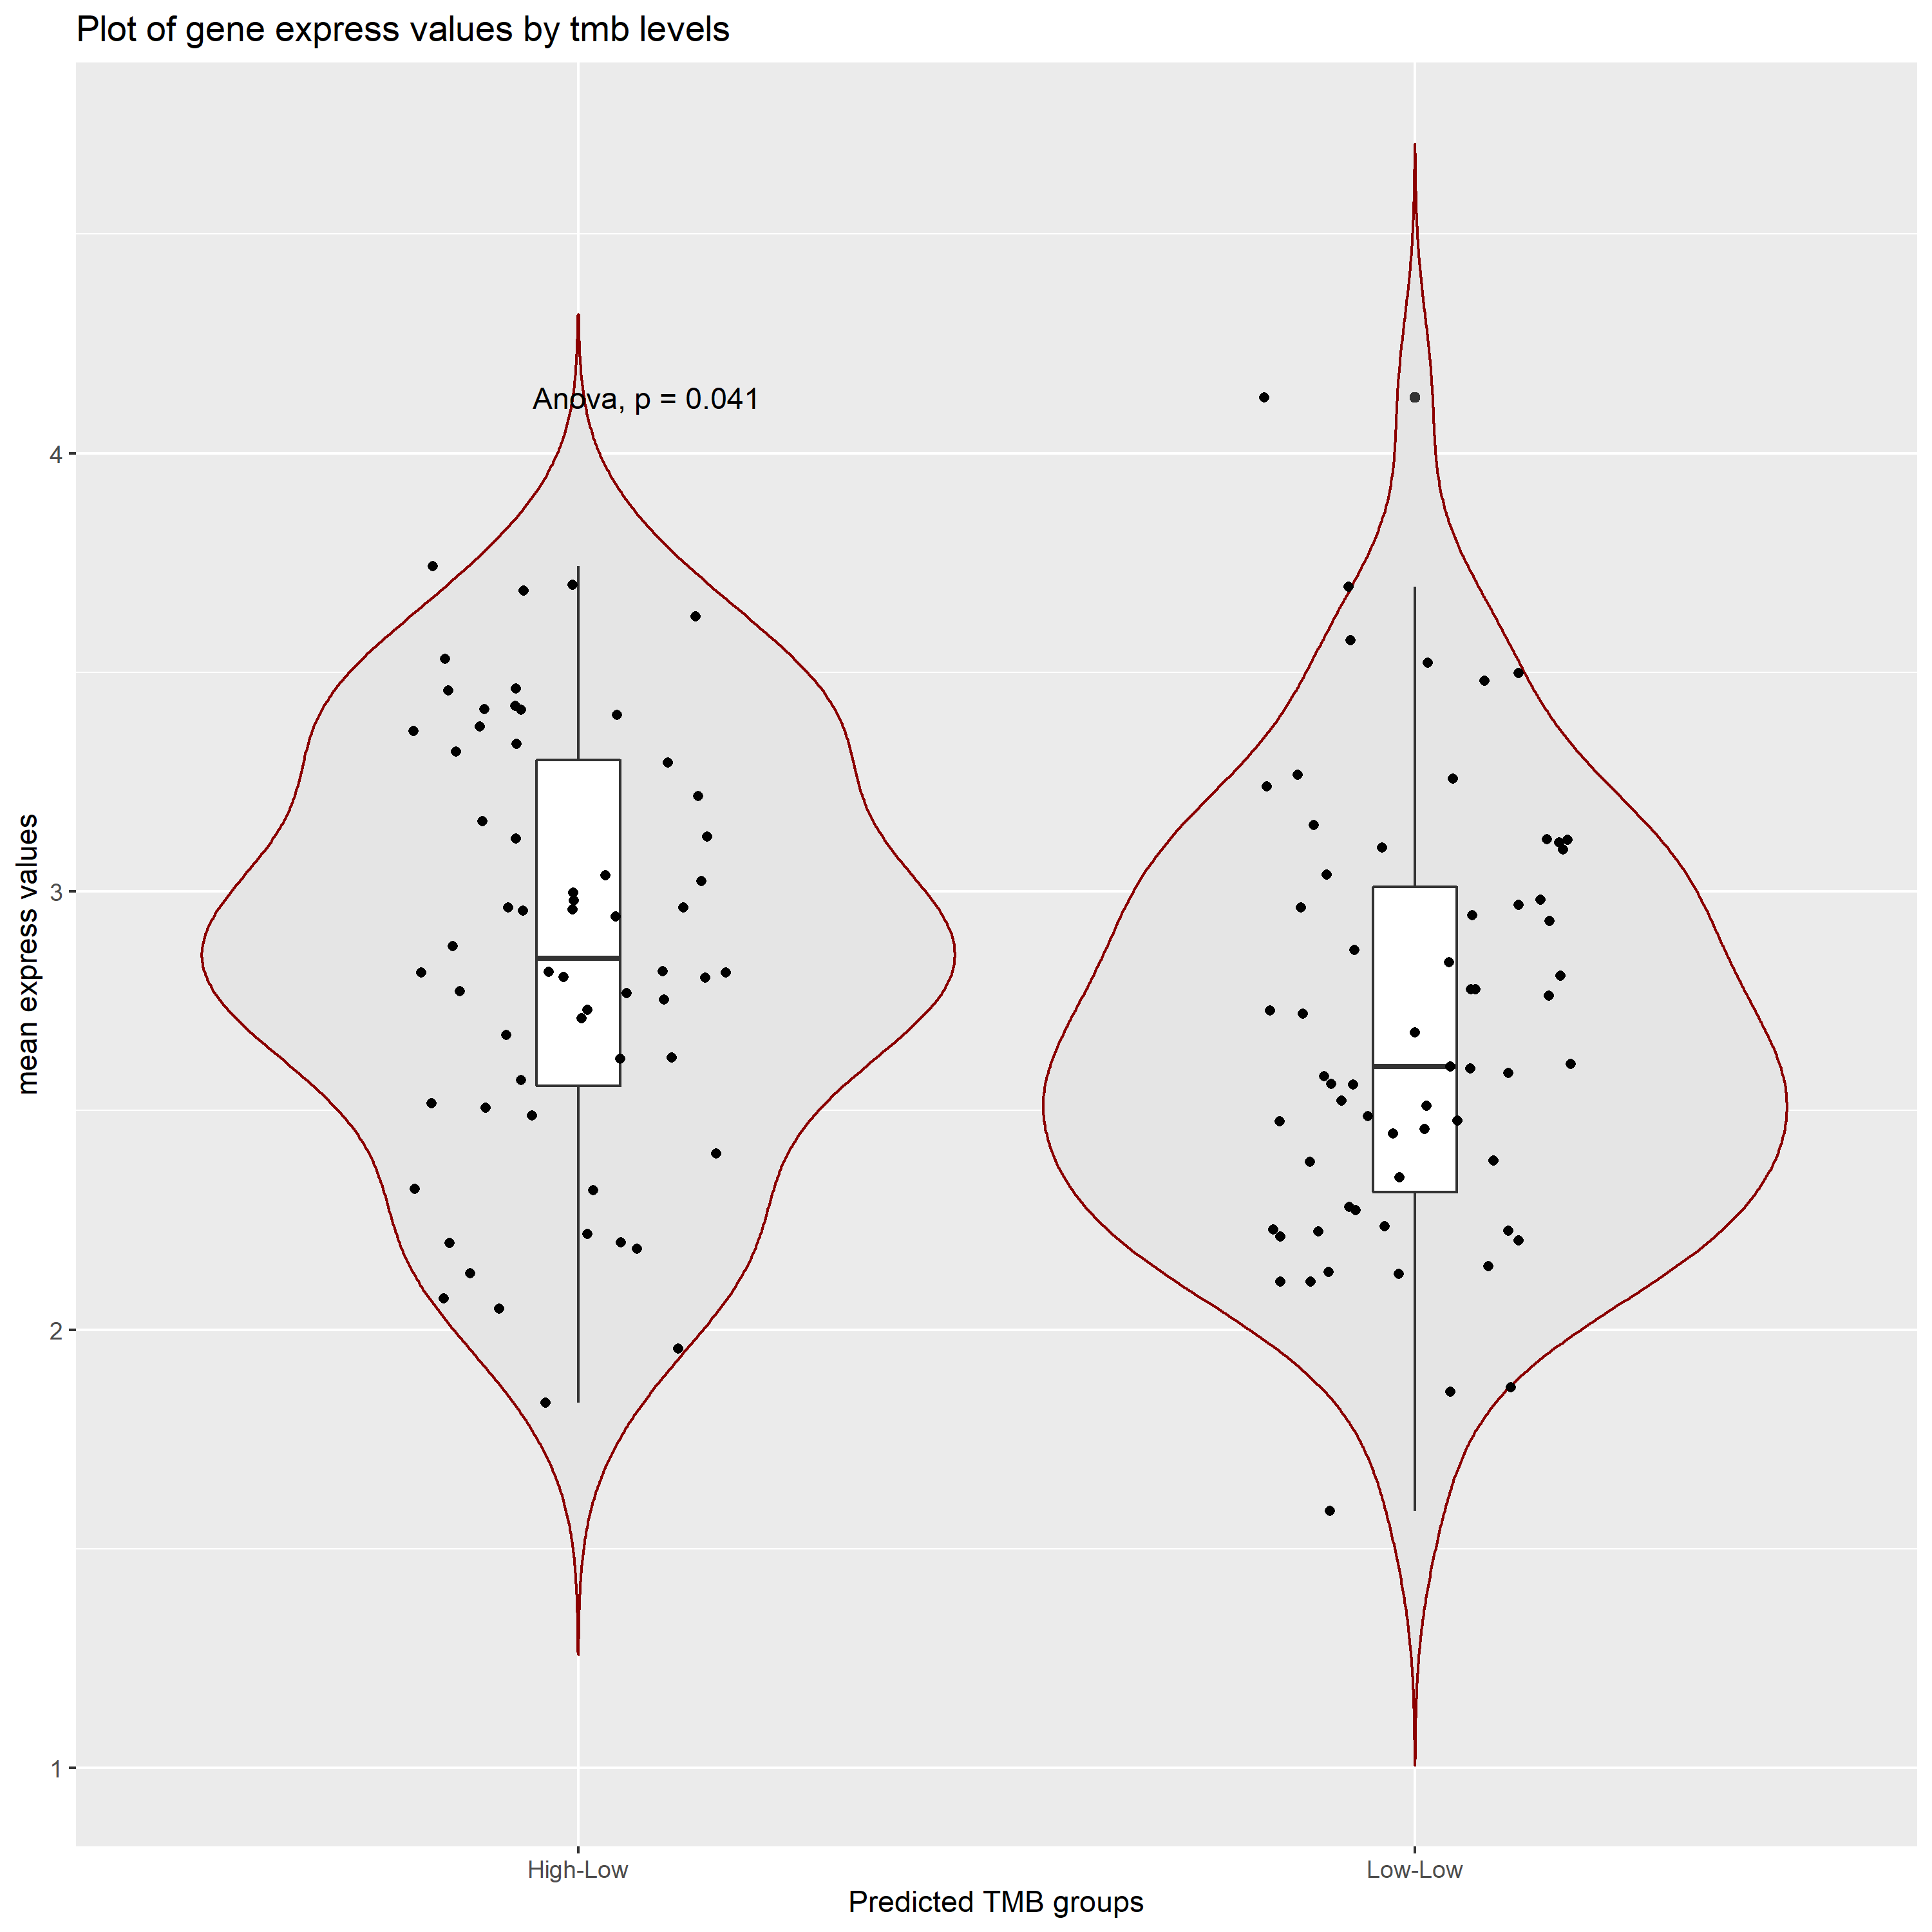 Plot of gene express values by tmb levels
Anova, p = 0.041
4
3
2
1
mean express values
High-Low
Low-Low
Predicted TMB groups